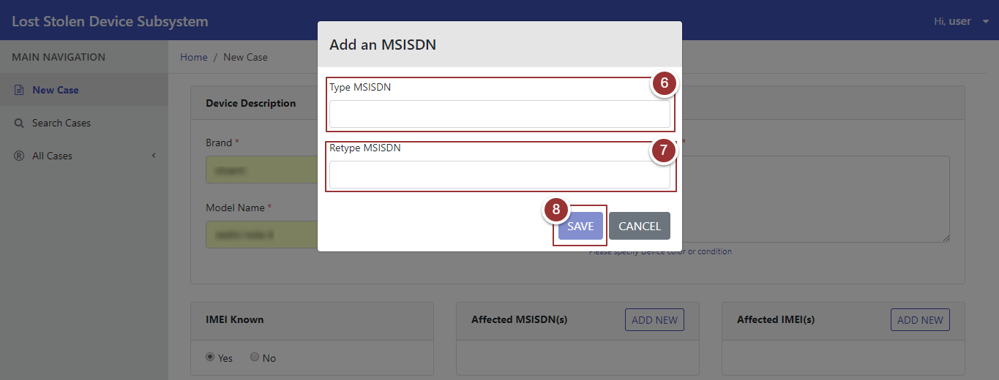 Lost Stolen Device Subsystem
Hi, user
MAIN NAVIGATION
New Case
Search Cases
All Cases
Home / New Case
Device Description
Brand *
Model Name *
*
Please specify Device color or condition
Add an MSISDN
Type MSISDN
6
Retype MSISDN
7
8
SAVE
CANCEL
IMEI Known
Yes
No
Affected MSISDN(s)
ADD NEW
Affected IMEI(s)
ADD NEW